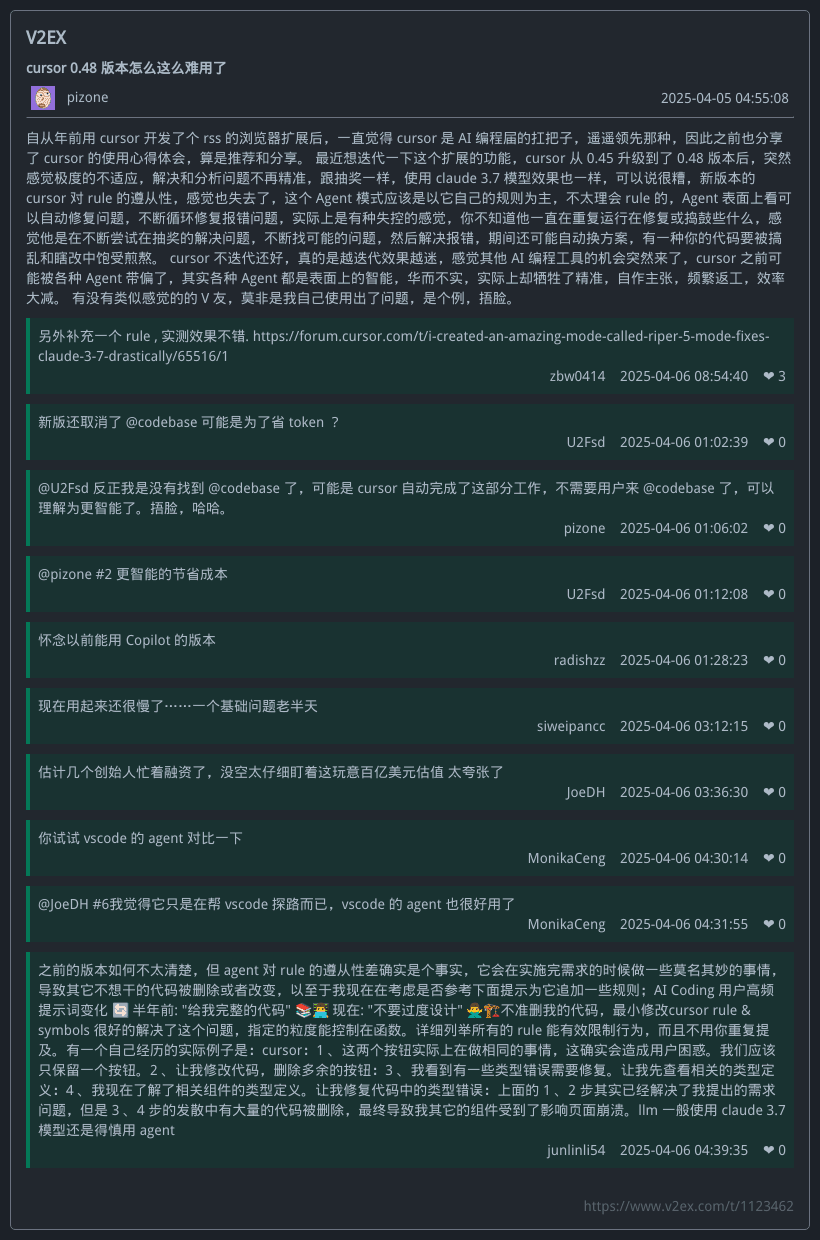 V2EX
cursor 0.48 版本怎么这么难用了
pizone 2025-04-05 04:55:08
自从年前用 cursor 开发了个 rss 的浏览器扩展后，一直觉得 cursor 是 AI 编程届的扛把子，遥遥领先那种，因此之前也分享
了 cursor 的使用心得体会，算是推荐和分享。 最近想迭代一下这个扩展的功能，cursor 从 0.45 升级到了 0.48 版本后，突然
感觉极度的不适应，解决和分析问题不再精准，跟抽奖一样，使用 claude 3.7 模型效果也一样，可以说很糟，新版本的
cursor 对 rule 的遵从性，感觉也失去了，这个 Agent 模式应该是以它自己的规则为主，不太理会 rule 的，Agent 表面上看可
以自动修复问题，不断循环修复报错问题，实际上是有种失控的感觉，你不知道他一直在重复运行在修复或捣鼓些什么，感
觉他是在不断尝试在抽奖的解决问题，不断找可能的问题，然后解决报错，期间还可能自动换方案，有一种你的代码要被搞
乱和瞎改中饱受煎熬。 cursor 不迭代还好，真的是越迭代效果越迷，感觉其他 AI 编程工具的机会突然来了，cursor 之前可
能被各种 Agent 带偏了，其实各种 Agent 都是表面上的智能，华而不实，实际上却牺牲了精准，自作主张，频繁返工，效率
大减。 有没有类似感觉的的 V 友，莫非是我自己使用出了问题，是个例，捂脸。
另外补充一个 rule , 实测效果不错. https://forum.cursor.com/t/i-created-an-amazing-mode-called-riper-5-mode-fixes-
claude-3-7-drastically/65516/1
zbw0414 2025-04-06 08:54:40 ❤ 3
新版还取消了 @codebase 可能是为了省 token ？
U2Fsd 2025-04-06 01:02:39 ❤ 0
@U2Fsd 反正我是没有找到 @codebase 了，可能是 cursor 自动完成了这部分工作，不需要用户来 @codebase 了，可以
理解为更智能了。捂脸，哈哈。
pizone 2025-04-06 01:06:02 ❤ 0
@pizone #2 更智能的节省成本
U2Fsd 2025-04-06 01:12:08 ❤ 0
怀念以前能用 Copilot 的版本
radishzz 2025-04-06 01:28:23 ❤ 0
现在用起来还很慢了……一个基础问题老半天
siweipancc 2025-04-06 03:12:15 ❤ 0
估计几个创始人忙着融资了，没空太仔细盯着这玩意百亿美元估值 太夸张了
JoeDH 2025-04-06 03:36:30 ❤ 0
你试试 vscode 的 agent 对比一下
MonikaCeng 2025-04-06 04:30:14 ❤ 0
@JoeDH #6我觉得它只是在帮 vscode 探路而已，vscode 的 agent 也很好用了
MonikaCeng 2025-04-06 04:31:55 ❤ 0
之前的版本如何不太清楚，但 agent 对 rule 的遵从性差确实是个事实，它会在实施完需求的时候做一些莫名其妙的事情，
导致其它不想干的代码被删除或者改变，以至于我现在在考虑是否参考下面提示为它追加一些规则；AI Coding 用户高频
提示词变化 🔄 半年前: "给我完整的代码" 📚👨‍💻 现在: "不要过度设计" 🙅‍♂️🏗️不准删我的代码，最小修改cursor rule &
symbols 很好的解决了这个问题，指定的粒度能控制在函数。详细列举所有的 rule 能有效限制行为，而且不用你重复提
及。有一个自己经历的实际例子是：cursor：1 、这两个按钮实际上在做相同的事情，这确实会造成用户困惑。我们应该
只保留一个按钮。2 、让我修改代码，删除多余的按钮：3 、我看到有一些类型错误需要修复。让我先查看相关的类型定
义：4 、我现在了解了相关组件的类型定义。让我修复代码中的类型错误：上面的 1 、2 步其实已经解决了我提出的需求
问题，但是 3 、4 步的发散中有大量的代码被删除，最终导致我其它的组件受到了影响页面崩溃。llm 一般使用 claude 3.7
模型还是得慎用 agent
junlinli54 2025-04-06 04:39:35 ❤ 0
https://www.v2ex.com/t/1123462